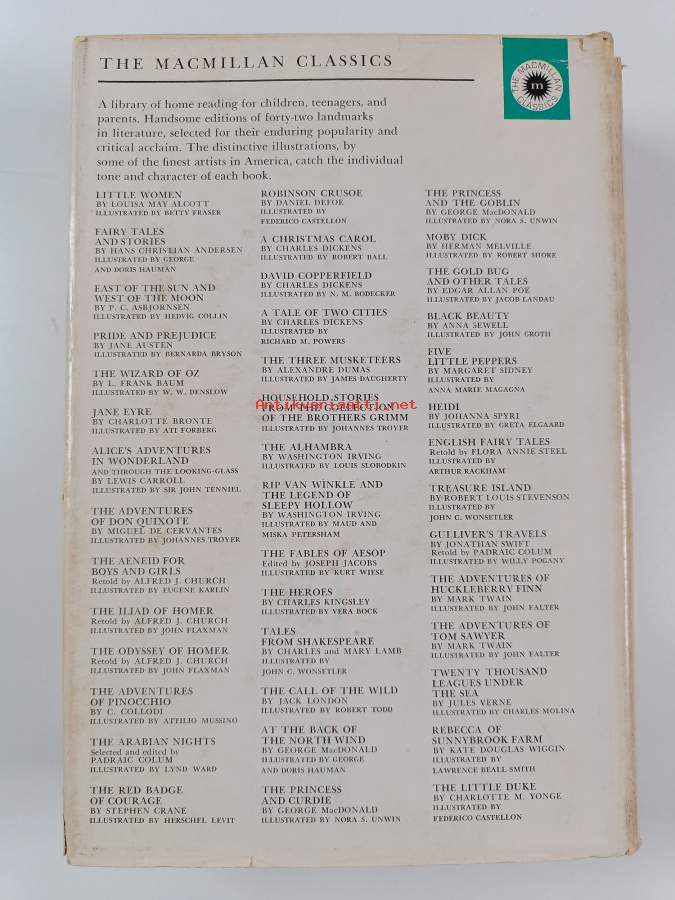 THE MACMILLAN CLASSICS
THE MACMILLAN
m
CLASSICS
A library of home reading for children, teenagers, and
parents. Handsome editions of forty-two landmarks
in literature, selected for their enduring popularity and
critical acclaim. The distinctive illustrations, by
some of the finest artists in America, catch the individual
tone and character of each book.
LITTLE WOMEN
BY LOUISA MAY ALCOTT
ILLUSTRATED BY BETTY FRASER
FAIRY TALES
AND STORIES
BY HANS CHRISTIAN ANDERSEN
ILLUSTRATED BY GEORGE
AND DORIS HAUMAN
EAST OF THE SUN AND
WEST OF THE MOON
BY P. C. ASBJORNSEN
ILLUSTRATED BY HEDVIG COLLIN
PRIDE AND PREJUDICE
BY JANE AUSTEN
ILLUSTRATED BY BERNARDA BRYSON
THE WIZARD OF OZ
BY L. FRANK BAUM
ILLUSTRATED BY W. W. DENSLOW
JANE EYRE
BY CHARLOTTE BRONTE
ILLUSTRATED BY ATI FORBERG
ALICE'S ADVENTURES
IN WONDERLAND
AND THROUGH THE LOOKING-GLASS
BY LEWIS CARROLL
ILLUSTRATED BY SIR JOHN TENNIEL
THE ADVENTURES
OF DON QUIXOTE
BY MIGUEL DE CERVANTES
ILLUSTRATED BY JOHANNES TROYER
THE AENEID FOR
BOYS AND GIRLS
Retold by ALFRED J. CHURCH
ILLUSTRATED BY EUGENE KARLIN
THE ILIAD OF HOMER
Retold by ALFRED J. CHURCH
ILLUSTRATED BY JOHN FLAXMAN
THE ODYSSEY OF HOMER
Retold by ALFRED J. CHURCH
ILLUSTRATED BY JOHN FLAXMAN
THE ADVENTURES
OF PINOCCHIO
BY C. COLLODI
ILLUSTRATED BY ATTILIO MUSSINO
THE ARABIAN NIGHTS
Selected and edited by
PADRAIC COLUM
ILLUSTRATED BY LYND WARD
THE RED BADGE
OF COURAGE
BY STEPHEN CRANE
ILLUSTRATED BY HERSCHEL LEVIT
ROBINSON CRUSOE
BY DANIEL DEFOE
ILLUSTRATED BY
FEDERICO CASTELLON
A CHRISTMAS CAROL
BY CHARLES DICKENS
ILLUSTRATED BY ROBERT BALL
DAVID COPPERFIELD
BY CHARLES DICKENS
ILLUSTRATED BY N. M. BODECKER
A TALE OF TWO CITIES
BY CHARLES DICKENS
ILLUSTRATED BY
RICHARD M. POWERS
THE THREE MUSKETEERS
BY ALEXANDRE DUMAS
ILLUSTRATED BY JAMES DAUGHERTY
HOUSEHOLD STORIES
FROM THE COLLECTION
Antikvariaatti.net
OF THE BROTHERS GRIMM
ILLUSTRATED BY JOHANNES TROYER
THE ALHAMBRA
BY WASHINGTON IRVING
ILLUSTRATED BY LOUIS SLOBODKIN
RIP VAN WINKLE AND
THE LEGEND OF
SLEEPY HOLLOW
BY WASHINGTON IRVING
ILLUSTRATED BY MAUD AND
MISKA PETERSHAM
THE FABLES OF AESOP
Edited by JOSEPH JACOBS
ILLUSTRATED BY KURT WIESE
THE HEROES
BY CHARLES KINGSLEY
ILLUSTRATED BY VERA BOCK
TALES
FROM SHAKESPEARE
BY CHARLES and MARY LAMB
ILLUSTRATED BY
JOHN C. WONSETLER
THE CALL OF THE WILD
BY JACK LONDON
ILLUSTRATED BY ROBERT TODD
AT THE BACK OF
THE NORTH WIND
BY GEORGE MacDONALD
ILLUSTRATED BY GEORGE
AND DORIS HAUMAN
THE PRINCESS
AND CURDIE
BY GEORGE MacDONALD
ILLUSTRATED BY NORA S. UNWIN
THE PRINCESS
AND THE GOBLIN
BY GEORGE MacDONALD
ILLUSTRATED BY NORA S. UNWIN
MOBY DICK
BY HERMAN MELVILLE
ILLUSTRATED BY ROBERT SHORE
THE GOLD BUG
AND OTHER TALES
BY EDGAR ALLAN POE
ILLUSTRATED BY JACOB LANDAU
BLACK BEAUTY
BY ANNA SEWELL
ILLUSTRATED BY JOHN GROTH
FIVE
LITTLE PEPPERS
BY MARGARET SIDNEY
ILLUSTRATED BY
ANNA MARIE MAGAGNA
HEIDI
BY JOHANNA SPYRI
ILLUSTRATED BY GRETA ELGAARD
ENGLISH FAIRY TALES
Retold by FLORA ANNIE STEEL
ILLUSTRATED BY
ARTHUR RACKHAM
TREASURE ISLAND
BY ROBERT LOUIS STEVENSON
ILLUSTRATED BY
JOHN C. WONSETLER
GULLIVER'S TRAVELS
BY JONATHAN SWIFT
Retold by PADRAIC COLUM
ILLUSTRATED BY WILLY POGANY
THE ADVENTURES OF
HUCKLEBERRY FINN
BY MARK TWAIN
ILLUSTRATED BY JOHN FALTER
THE ADVENTURES OF
TOM SAWYER
BY MARK TWAIN
ILLUSTRATED BY JOHN FALTER
TWENTY THOUSAND
LEAGUES UNDER
THE SEA
BY JULES VERNE
ILLUSTRATED BY CHARLES MOLINA
REBECCA OF
SUNNYBROOK FARM
BY KATE DOUGLAS WIGGIN
ILLUSTRATED BY
LAWRENCE BEALL SMITH
THE LITTLE DUKE
BY CHARLOTTE M. YONGE
ILLUSTRATED BY
FEDERICO CASTELLON